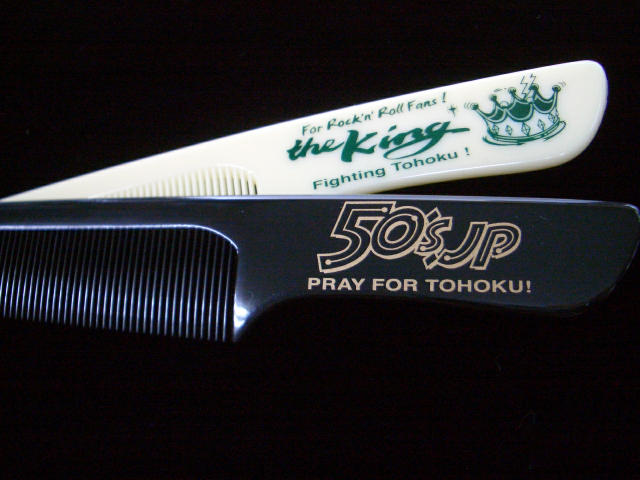 For Rock'n' Roll Fans!
the King
Fighting Tohoku!
50's JP
PRAY FOR TOHOKU!